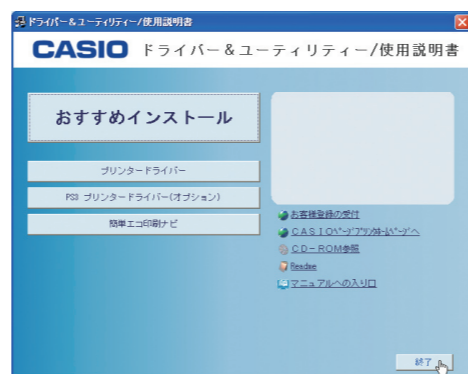 ドライバー&ユーティリティー/使用説明書
CASIO ドライバー&ユーティリティー/使用説明書
おすすめインストール
プリンタードライバー
PS3 プリンタードライバー(オプション)
簡単エコ印刷ナビ
お客様登録の受付
CASIOページプリンタホームページへ
CD-ROM参照
Readme
マニュアルへの入り口
終了